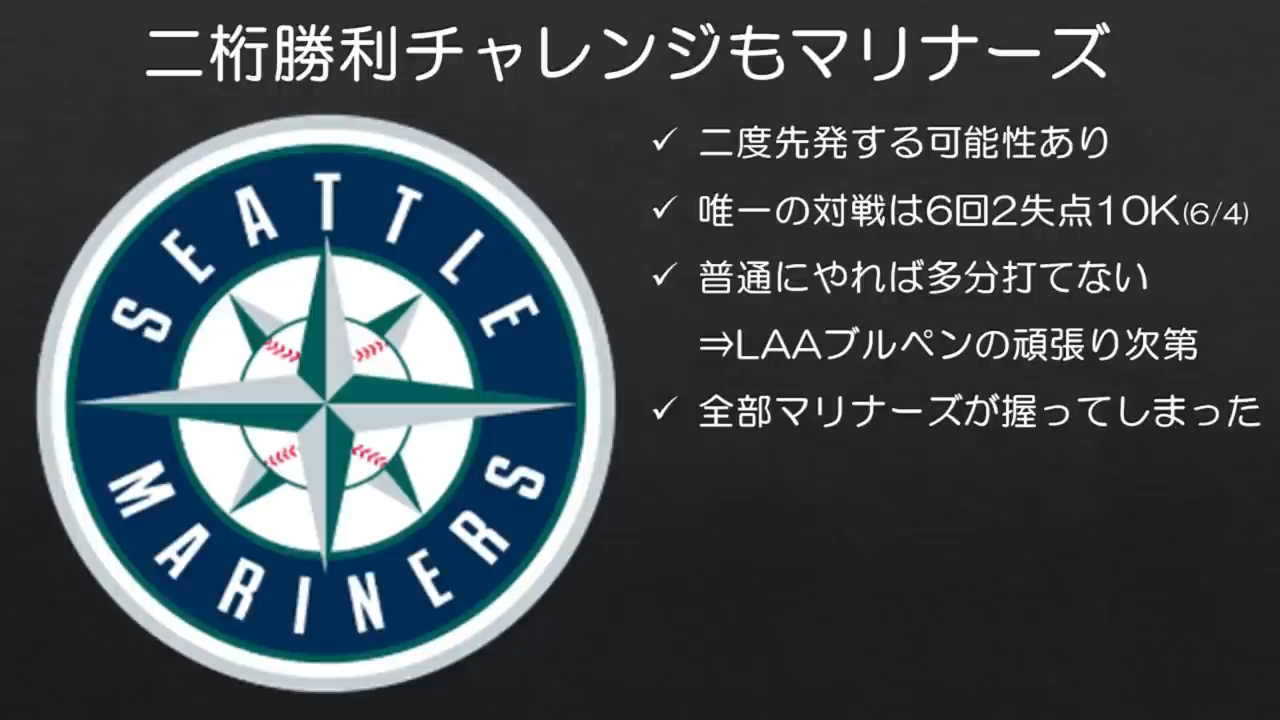 二桁勝利チャレンジもマリナーズ
SEATTLE
MARINERS
✓ 二度先発する可能性あり
✓ 唯一の対戦は6回2失点10K(6/4)
✓ 普通にやれば多分打てない
⇒LAAブルペンの頑張り次第
✓ 全部マリナーズが握ってしまった